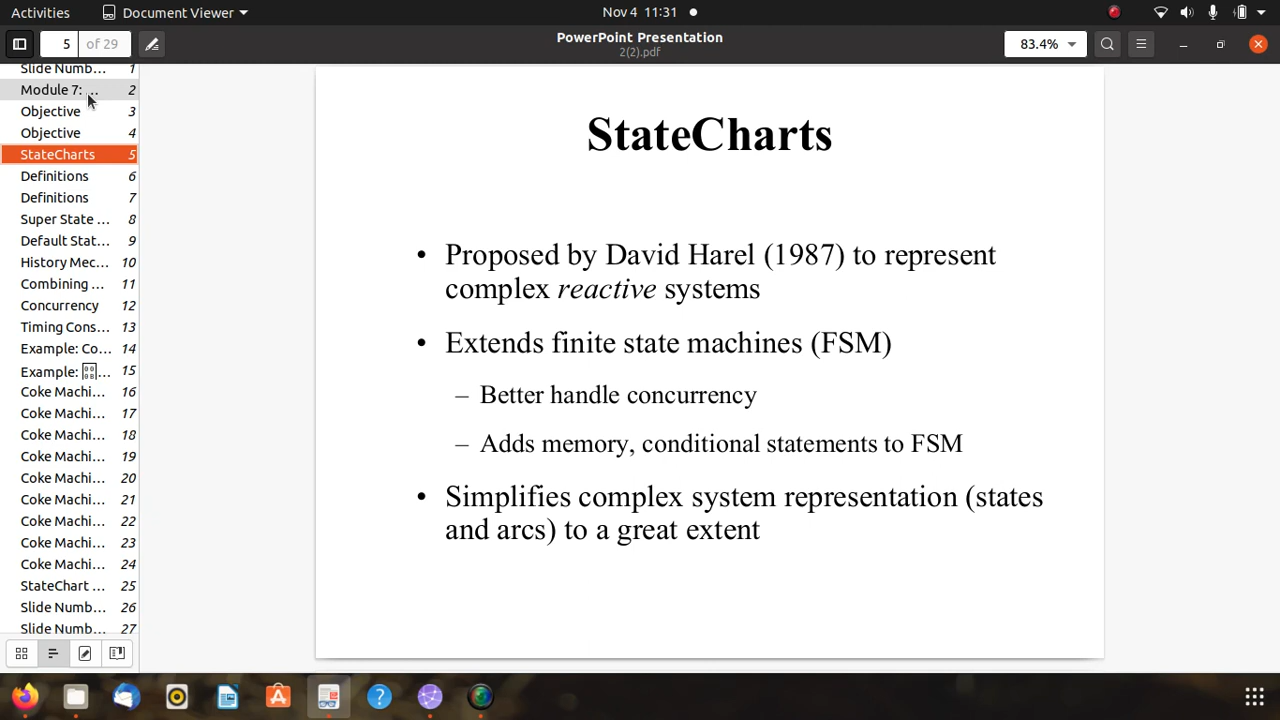 Activities
Document Viewer
Nov 4 11:31
5 of 29
PowerPoint Presentation
2(2).pdf
83.4%
Slide Numb... 1
Module 7: ... 2
Objective 3
Objective 4
StateCharts 5
Definitions 6
Definitions 7
Super State ... 8
Default Stat... 9
History Mec... 10
Combining ... 11
Concurrency 12
Timing Cons... 13
Example: Co... 14
Example: ... 15
Coke Machi... 16
Coke Machi... 17
Coke Machi... 18
Coke Machi... 19
Coke Machi... 20
Coke Machi... 21
Coke Machi... 22
Coke Machi... 23
Coke Machi... 24
StateChart ... 25
Slide Numb... 26
Slide Numb... 27
StateCharts
• Proposed by David Harel (1987) to represent
complex reactive systems
• Extends finite state machines (FSM)
– Better handle concurrency
– Adds memory, conditional statements to FSM
• Simplifies complex system representation (states
and arcs) to a great extent